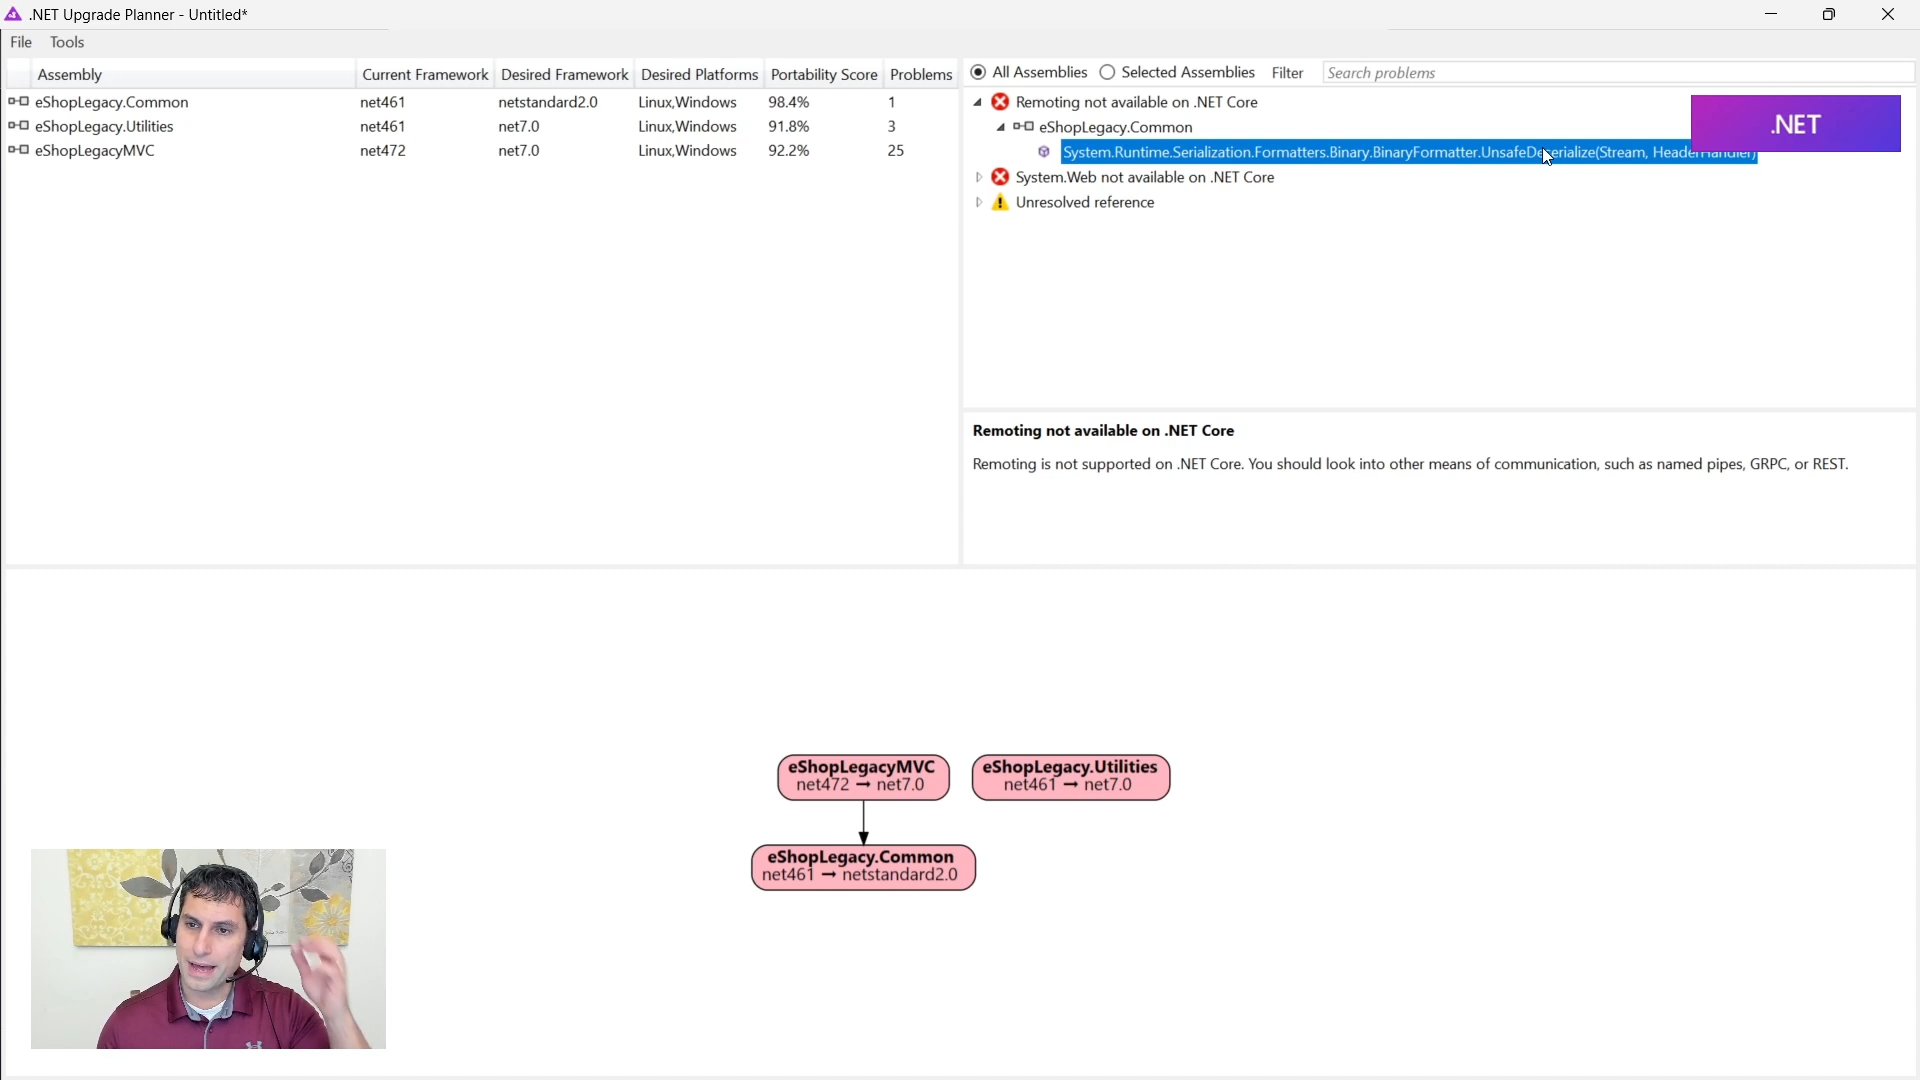 .NET Upgrade Planner - Untitled*
File Tools
Assembly Current Framework Desired Framework Desired Platforms Portability Score Problems
eShopLegacy.Common net461 netstandard2.0 Linux,Windows 98.4% 1
eShopLegacy.Utilities net461 net7.0 Linux,Windows 91.8% 3
eShopLegacyMVC net472 net7.0 Linux,Windows 92.2% 25
All Assemblies Selected Assemblies Filter Search problems
Remoting not available on .NET Core
eShopLegacy.Common
System.Runtime.Serialization.Formatters.Binary.BinaryFormatter.UnsafeDeserialize(Stream, HeaderHandler)
System.Web not available on .NET Core
Unresolved reference
.NET
Remoting not available on .NET Core
Remoting is not supported on .NET Core. You should look into other means of communication, such as named pipes, GRPC, or REST.
eShopLegacyMVC
net472 → net7.0
eShopLegacy.Utilities
net461 → net7.0
eShopLegacy.Common
net461 → netstandard2.0